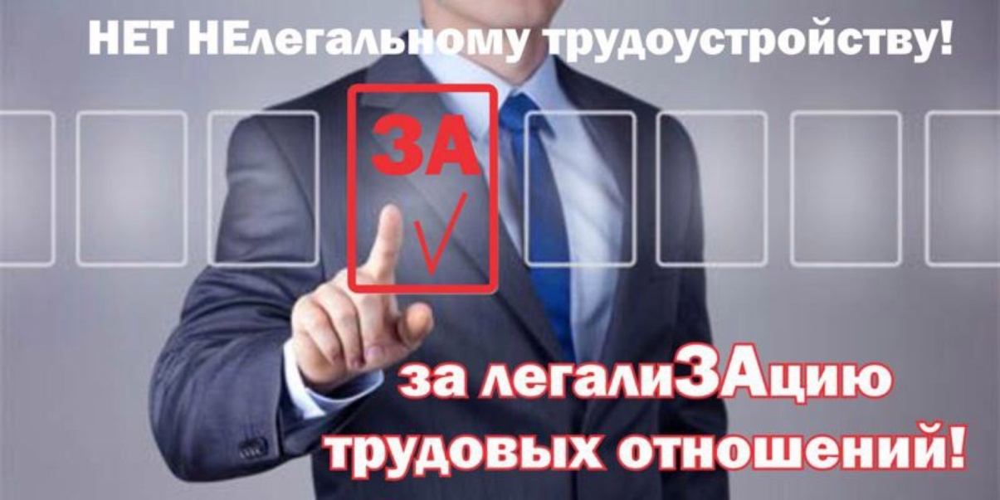 НЕТ НЕлегальному трудоустройству!
ЗА
за легалиЗАцию
трудовых отношений!